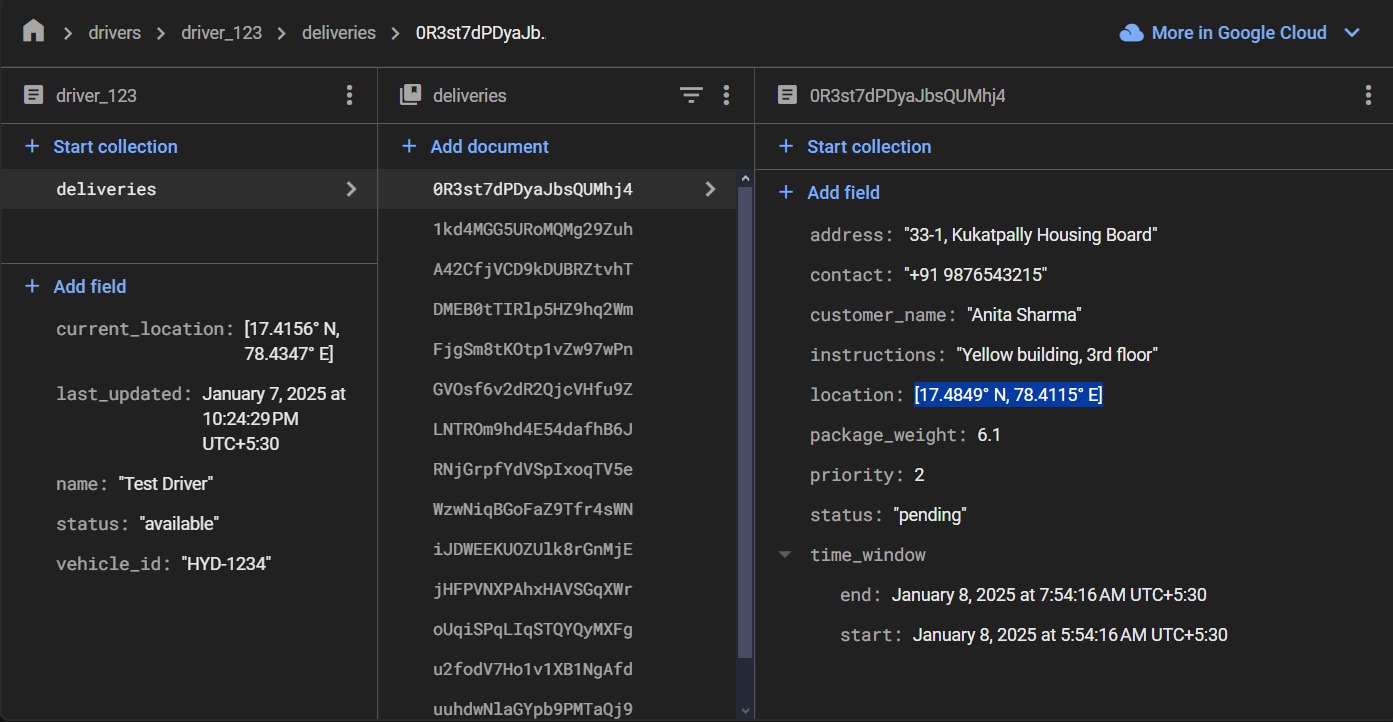 drivers
driver_123
deliveries
0R3st7dPDyaJb..
More in Google Cloud
driver_123
Start collection
deliveries
Add field
current_location: [17.4156° N,
78.4347° E]
last_updated: January 7, 2025 at
10:24:29 PM
UTC+5:30
name: "Test Driver"
status: "available"
vehicle_id: "HYD-1234"
deliveries
Add document
0R3st7dPDyaJbsQUMhj4
1kd4MGG5URoMQMg29Zuh
A42CfjVCD9kDUBRZtvhT
DMEB0tTIRlp5HZ9hq2Wm
FjgSm8tKOtp1vZw97wPn
GVOsf6v2dR2QjcVHfu9Z
LNTROm9hd4E54dafhB6J
RNjGrpfYdVSpIxoqTV5e
WzwNiqBGoFaZ9Tfr4sWN
iJDWEEKUOZUlk8rGnMjE
jHFPVNXPAhxHAVSGqXWr
oUqiSPqLIqSTQYQyMXFg
u2fodV7Ho1v1XB1NgAfd
uuhdwNlaGYpb9PMTaQj9
0R3st7dPDyaJbsQUMhj4
Start collection
Add field
address: "33-1, Kukatpally Housing Board"
contact: "+91 9876543215"
customer_name: "Anita Sharma"
instructions: "Yellow building, 3rd floor"
location: [17.4849° N, 78.4115° E]
package_weight: 6.1
priority: 2
status: "pending"
time_window
end: January 8, 2025 at 7:54:16 AM UTC+5:30
start: January 8, 2025 at 5:54:16 AM UTC+5:30